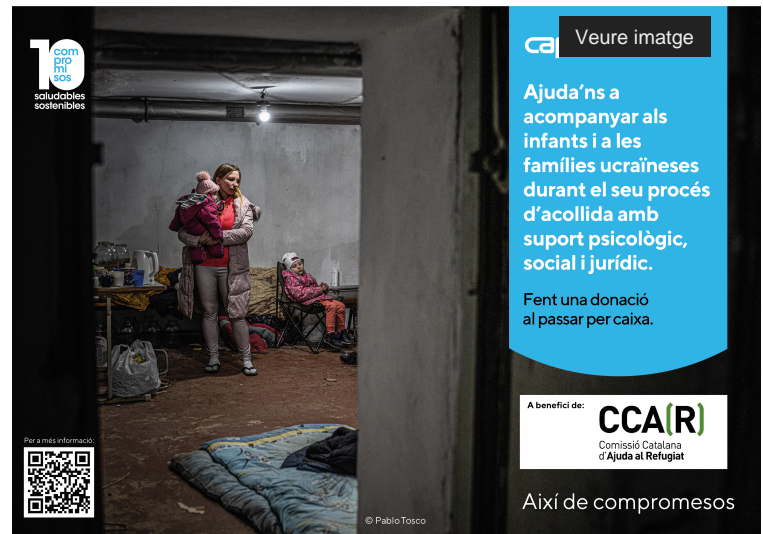 10
com
pro
mi
sos
saludables
sostenibles
Veure imatge
Ajuda'ns a
acompanyar als
infants i a les
famílies ucraïneses
durant el seu procés
d'acollida amb
suport psicològic,
social i jurídic.
Fent una donació
al passar per caixa.
A benefici de:
CCA(R)
Comissió Catalana
d'Ajuda al Refugiat
Per a més informació:
© Pablo Tosco
Així de compromesos